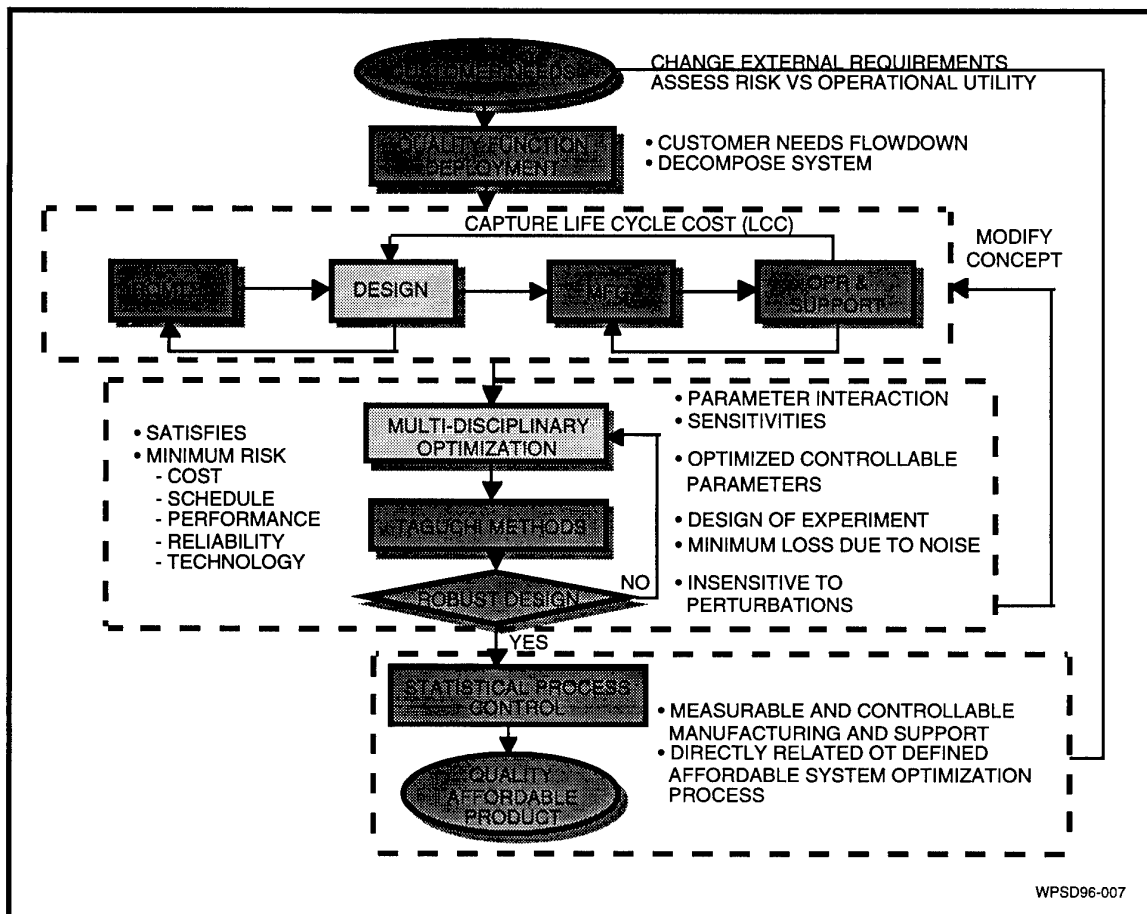 CUSTOMER NEEDS
CHANGE EXTERNAL REQUIREMENTS
ASSESS RISK VS OPERATIONAL UTILITY
QUALITY FUNCTION
DEPLOYMENT
• CUSTOMER NEEDS FLOWDOWN
• DECOMPOSE SYSTEM
CAPTURE LIFE CYCLE COST (LCC)
MODIFY
CONCEPT
DESIGN
MFG
OPR &
SUPPORT
MULTI-DISCIPLINARY
OPTIMIZATION
• PARAMETER INTERACTION
• SENSITIVITIES
• SATISFIES
• MINIMUM RISK
- COST
- SCHEDULE
- PERFORMANCE
- RELIABILITY
- TECHNOLOGY
• OPTIMIZED CONTROLLABLE
PARAMETERS
TAGUCHI METHODS
• DESIGN OF EXPERIMENT
• MINIMUM LOSS DUE TO NOISE
ROBUST DESIGN
NO
• INSENSITIVE TO
PERTURBATIONS
YES
STATISTICAL PROCESS
CONTROL
• MEASURABLE AND CONTROLLABLE
MANUFACTURING AND SUPPORT
• DIRECTLY RELATED OT DEFINED
AFFORDABLE SYSTEM OPTIMIZATION
PROCESS
QUALITY
AFFORDABLE
PRODUCT
WPSD96-007